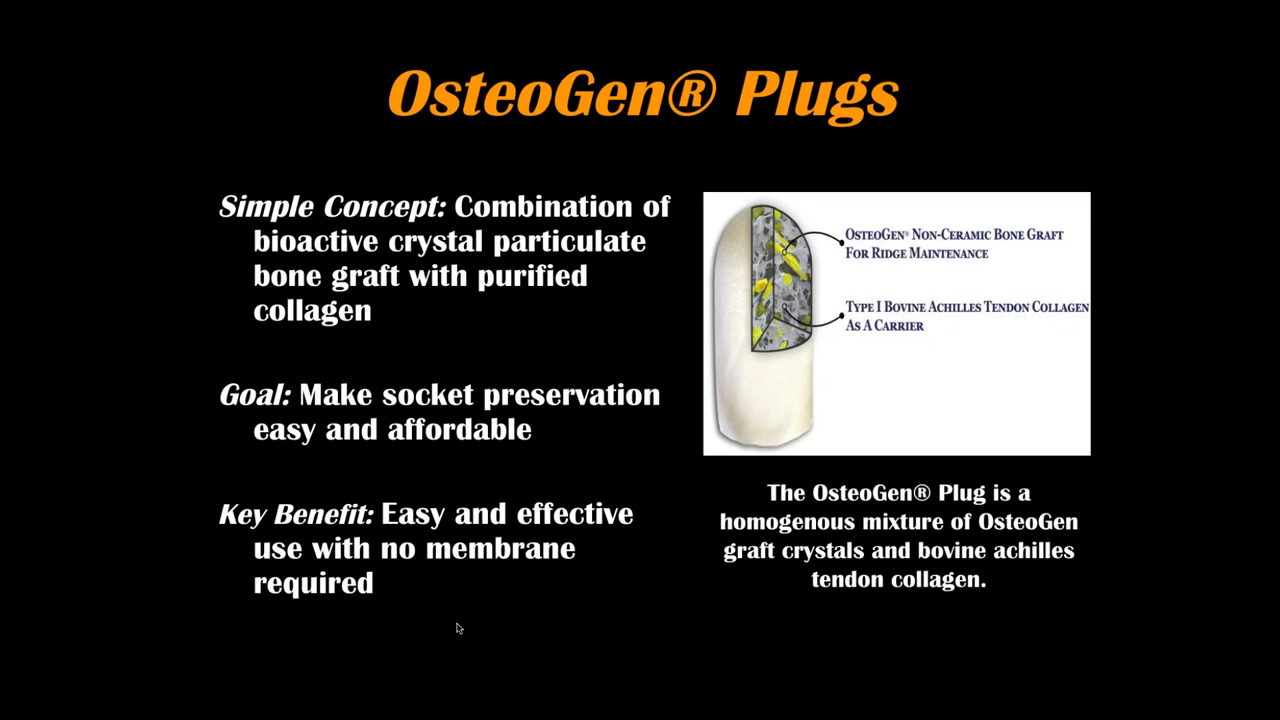 OsteoGen® Plugs
Simple Concept: Combination of
bioactive crystal particulate
bone graft with purified
collagen
Goal: Make socket preservation
easy and affordable
Key Benefit: Easy and effective
use with no membrane
required
OsteoGen® Non-Ceramic Bone Graft
For Ridge Maintenance
Type I Bovine Achilles Tendon Collagen
As A Carrier
The OsteoGen® Plug is a
homogenous mixture of OsteoGen
graft crystals and bovine achilles
tendon collagen.